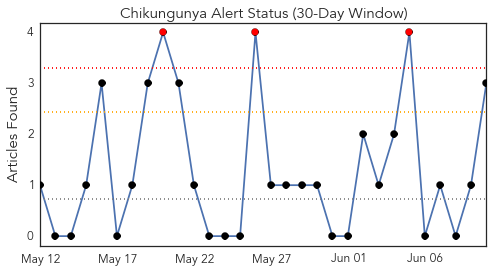 Chikungunya Alert Status (30-Day Window)
Articles Found
4
3
2
1
0
May 12 May 17 May 22 May 27 Jun 01 Jun 06